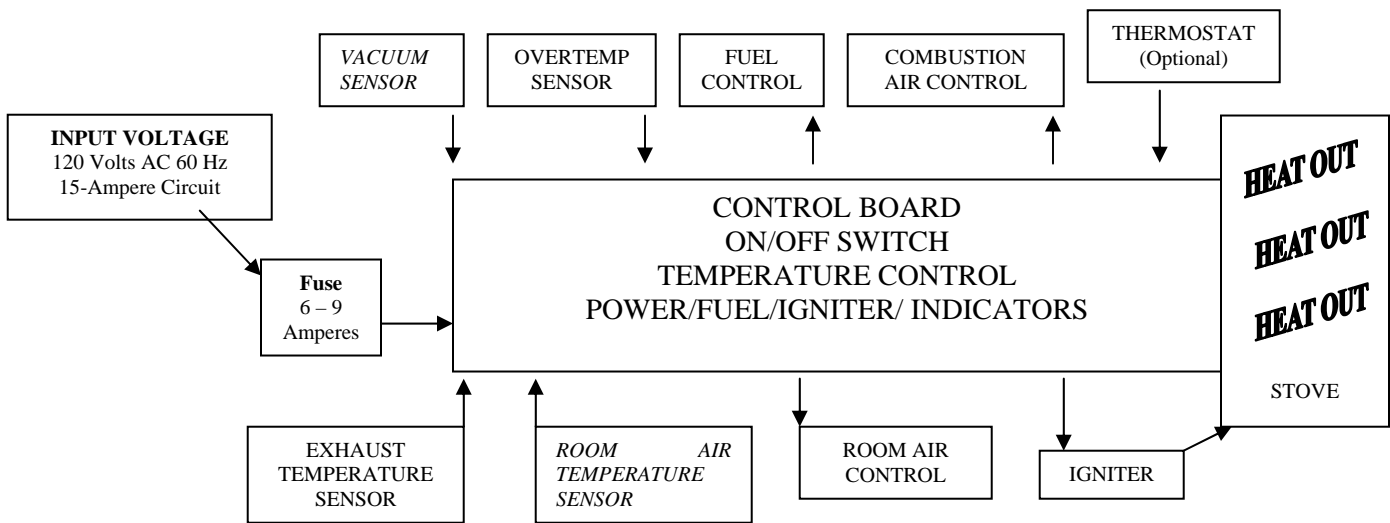 VACUUM
SENSOR
OVERTEMP
SENSOR
FUEL
CONTROL
COMBUSTION
AIR CONTROL
THERMOSTAT
(Optional)
INPUT VOLTAGE
120 Volts AC 60 Hz
15-Ampere Circuit
Fuse
6 – 9
Amperes
CONTROL BOARD
ON/OFF SWITCH
TEMPERATURE CONTROL
POWER/FUEL/IGNITER/ INDICATORS
HEAT OUT
HEAT OUT
HEAT OUT
STOVE
EXHAUST
TEMPERATURE
SENSOR
ROOM AIR
TEMPERATURE
SENSOR
ROOM AIR
CONTROL
IGNITER